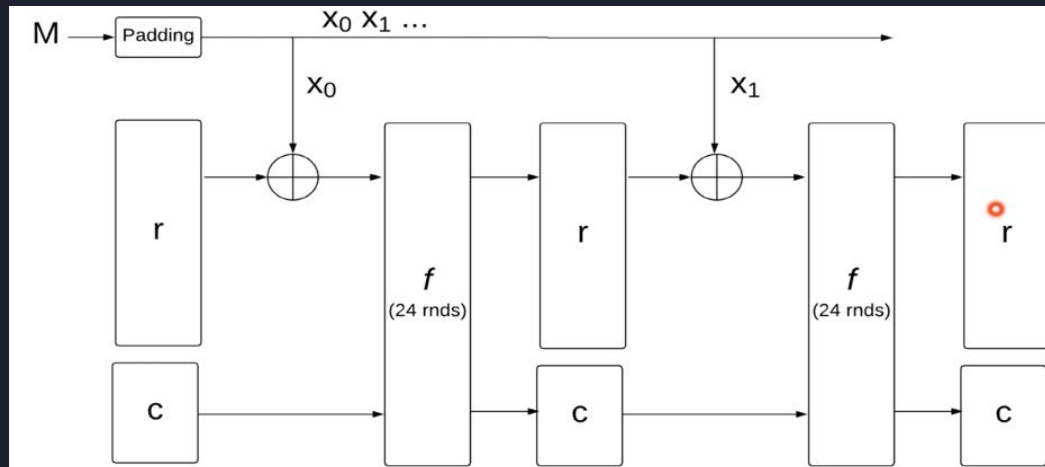 M Padding x₀ x₁ ...
x₀ x₁
r f (24 rnds) r f (24 rnds) r
c c c